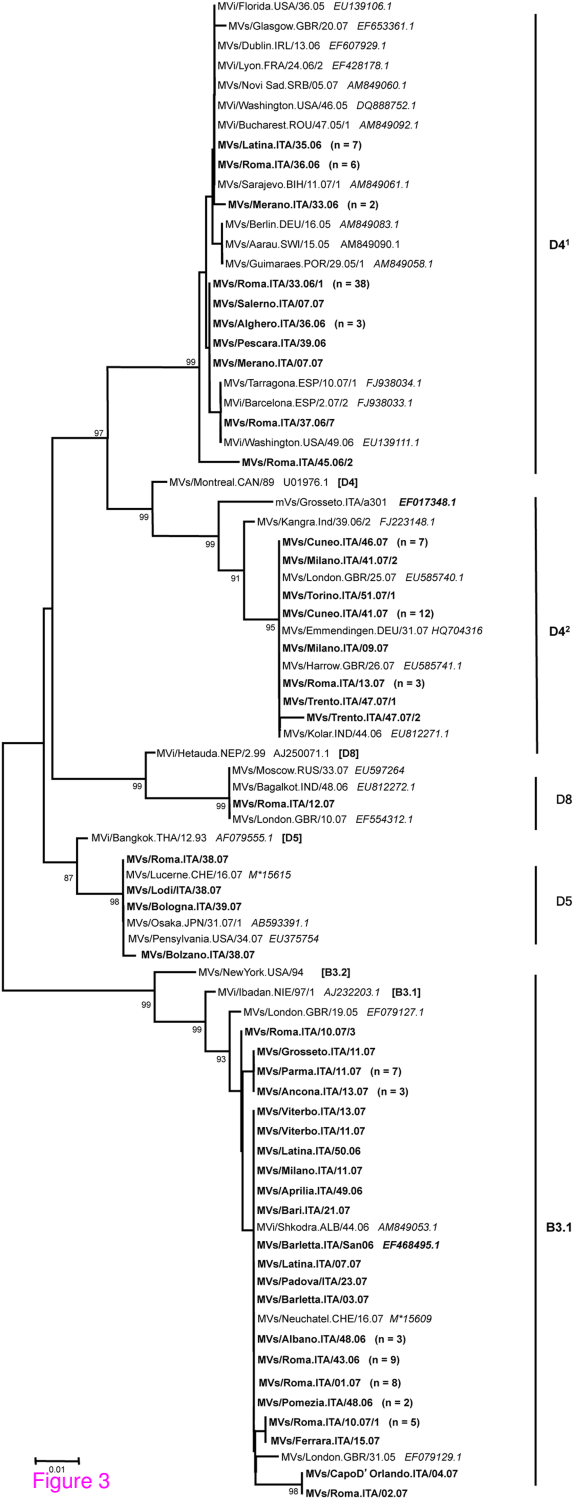 MVi/Florida.USA/36.05 EU139106.1
MVs/Glasgow.GBR/20.07 EF653361.1
MVs/Dublin.IRL/13.06 EF607929.1
MVi/Lyon.FRA/24.06/2 EF428178.1
MVs/Novi Sad.SRB/05.07 AM849060.1
MVi/Washington.USA/46.05 DQ888752.1
MVi/Bucharest.ROU/47.05/1 AM849092.1
MVs/Latina.ITA/35.06 (n = 7)
MVs/Roma.ITA/36.06 (n = 6)
MVs/Sarajevo.BIH/11.07/1 AM849061.1
MVs/Merano.ITA/33.06 (n = 2)
MVs/Berlin.DEU/16.05 AM849083.1
MVs/Aarau.SWI/15.05 AM849090.1
D4¹
MVs/Guimaraes.POR/29.05/1 AM849058.1
MVs/Roma.ITA/33.06/1 (n = 38)
MVs/Salerno.ITA/07.07
MVs/Alghero.ITA/36.06 (n = 3)
MVs/Pescara.ITA/39.06
99
MVs/Merano.ITA/07.07
MVs/Tarragona.ESP/10.07/1 FJ938034.1
MVi/Barcelona.ESP/2.07/2 FJ938033.1
MVs/Roma.ITA/37.06/7
97
MVi/Washington.USA/49.06 EU139111.1
MVs/Roma.ITA/45.06/2
MVs/Montreal.CAN/89 U01976.1 [D4]
mVs/Grosseto.ITA/a301 EF017348.1
99
MVs/Kangra.Ind/39.06/2 FJ223148.1
99
MVs/Cuneo.ITA/46.07 (n = 7)
MVs/Milano.ITA/41.07/2
91
MVs/London.GBR/25.07 EU585740.1
MVs/Torino.ITA/51.07/1
MVs/Cuneo.ITA/41.07 (n = 12)
95
MVs/Emmendingen.DEU/31.07 HQ704316
D4²
MVs/Milano.ITA/09.07
MVs/Harrow.GBR/26.07 EU585741.1
MVs/Roma.ITA/13.07 (n = 3)
MVs/Trento.ITA/47.07/1
MVs/Trento.ITA/47.07/2
MVs/Kolar.IND/44.06 EU812271.1
MVi/Hetauda.NEP/2.99 AJ250071.1 [D8]
MVs/Moscow.RUS/33.07 EU597264
99
MVs/Bagalkot.IND/48.06 EU812272.1
D8
99
MVs/Roma.ITA/12.07
MVs/London.GBR/10.07 EF554312.1
MVi/Bangkok.THA/12.93 AF079555.1 [D5]
MVs/Roma.ITA/38.07
87
MVs/Lucerne.CHE/16.07 M*15615
MVs/Lodi/ITA/38.07
98
D5
MVs/Bologna.ITA/39.07
MVs/Osaka.JPN/31.07/1 AB593391.1
MVs/Pensylvania.USA/34.07 EU375754
MVs/Bolzano.ITA/38.07
MVs/NewYork.USA/94 [B3.2]
MVi/Ibadan.NIE/97/1 AJ232203.1 [B3.1]
99
MVs/London.GBR/19.05 EF079127.1
99
MVs/Roma.ITA/10.07/3
MVs/Grosseto.ITA/11.07
93
MVs/Parma.ITA/11.07 (n = 7)
MVs/Ancona.ITA/13.07 (n = 3)
MVs/Viterbo.ITA/13.07
MVs/Viterbo.ITA/11.07
MVs/Latina.ITA/50.06
MVs/Milano.ITA/11.07
MVs/Aprilia.ITA/49.06
MVs/Bari.ITA/21.07
MVi/Shkodra.ALB/44.06 AM849053.1
B3.1
MVs/Barletta.ITA/San06 EF468495.1
MVs/Latina.ITA/07.07
MVs/Padova/ITA/23.07
MVs/Barletta.ITA/03.07
MVs/Neuchatel.CHE/16.07 M*15609
MVs/Albano.ITA/48.06 (n = 3)
MVs/Roma.ITA/43.06 (n = 9)
MVs/Roma.ITA/01.07 (n = 8)
MVs/Pomezia.ITA/48.06 (n = 2)
MVs/Roma.ITA/10.07/1 (n = 5)
MVs/Ferrara.ITA/15.07
MVs/London.GBR/31.05 EF079129.1
MVs/CapoD' Orlando.ITA/04.07
98
MVs/Roma.ITA/02.07
0.01
Figure 3